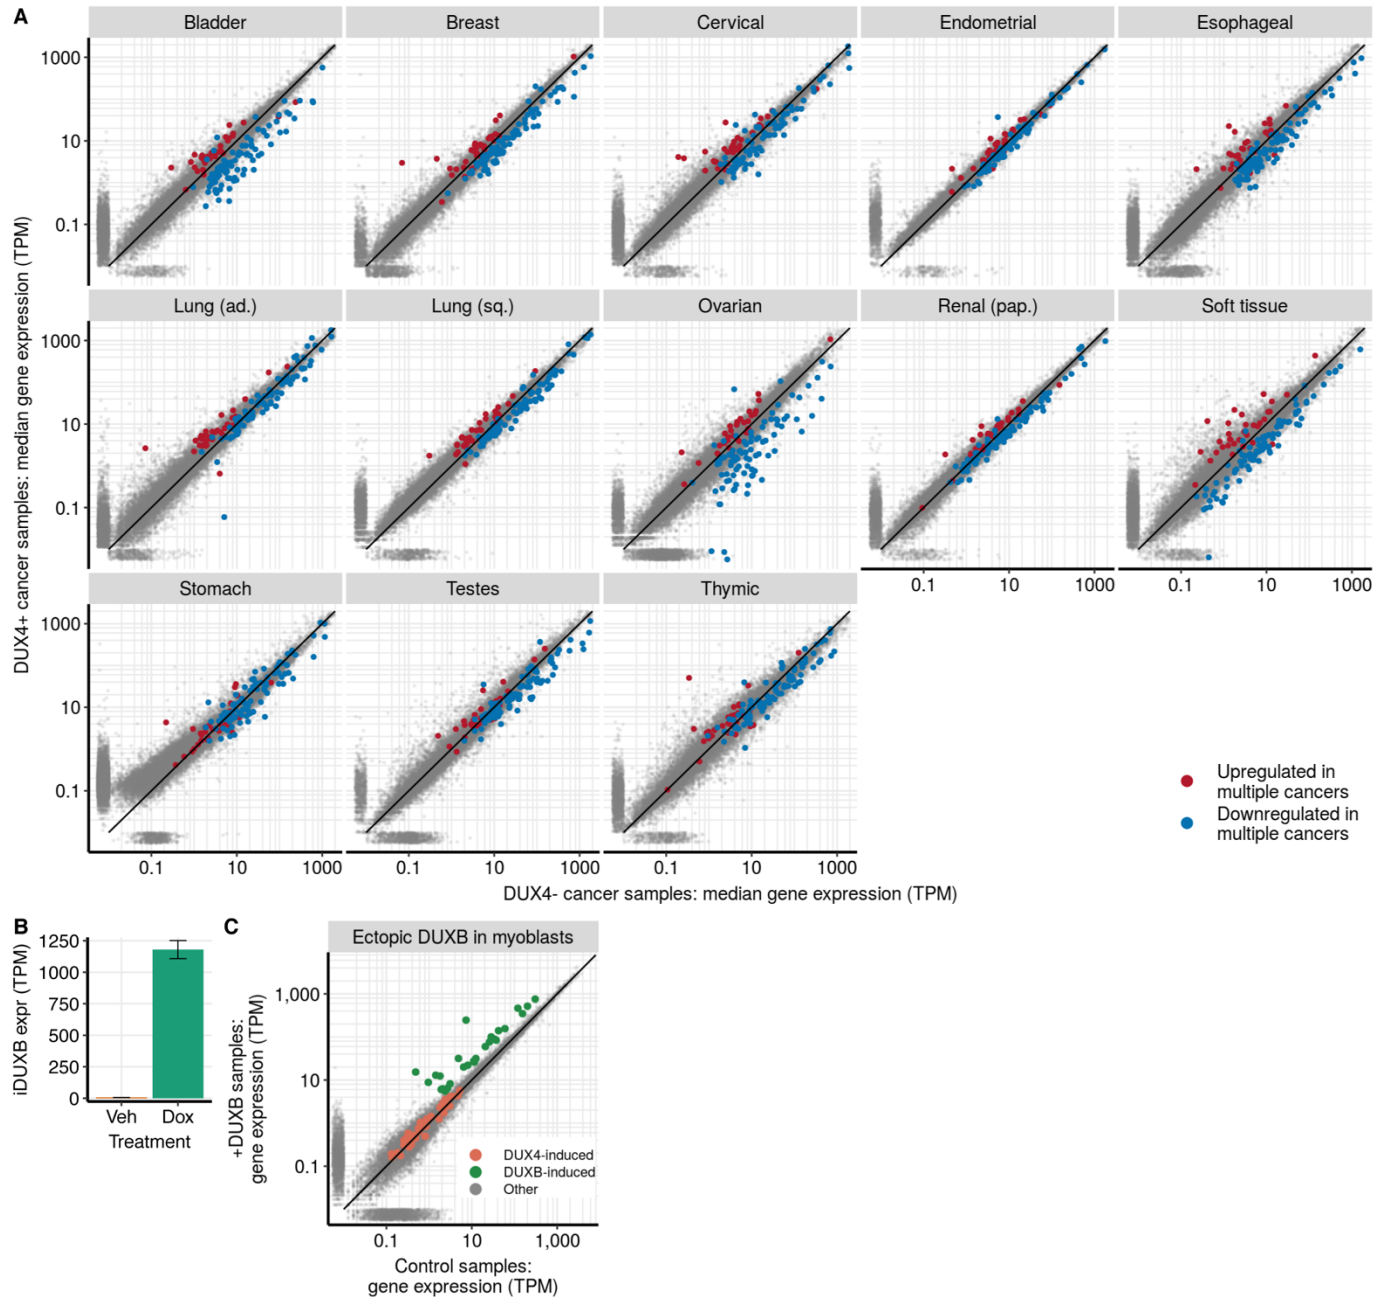 A
Bladder
Breast
Cervical
Endometrial
Esophageal
1000
10
0.1
Lung (ad.)
Lung (sq.)
Ovarian
Renal (pap.)
Soft tissue
1000
10
0.1
0.1 10 1000
0.1 10 1000
Stomach
Testes
Thymic
1000
10
0.1
0.1 10 1000
0.1 10 1000
0.1 10 1000
DUX4+ cancer samples: median gene expression (TPM)
DUX4- cancer samples: median gene expression (TPM)
Upregulated in
multiple cancers
Downregulated in
multiple cancers
B
iDUXB expr (TPM)
1250
1000
750
500
250
0
Veh Dox
Treatment
C
Ectopic DUXB in myoblasts
+DUXB samples:
gene expression (TPM)
1,000
10
0.1
DUX4-induced
DUXB-induced
Other
0.1 10 1,000
Control samples:
gene expression (TPM)